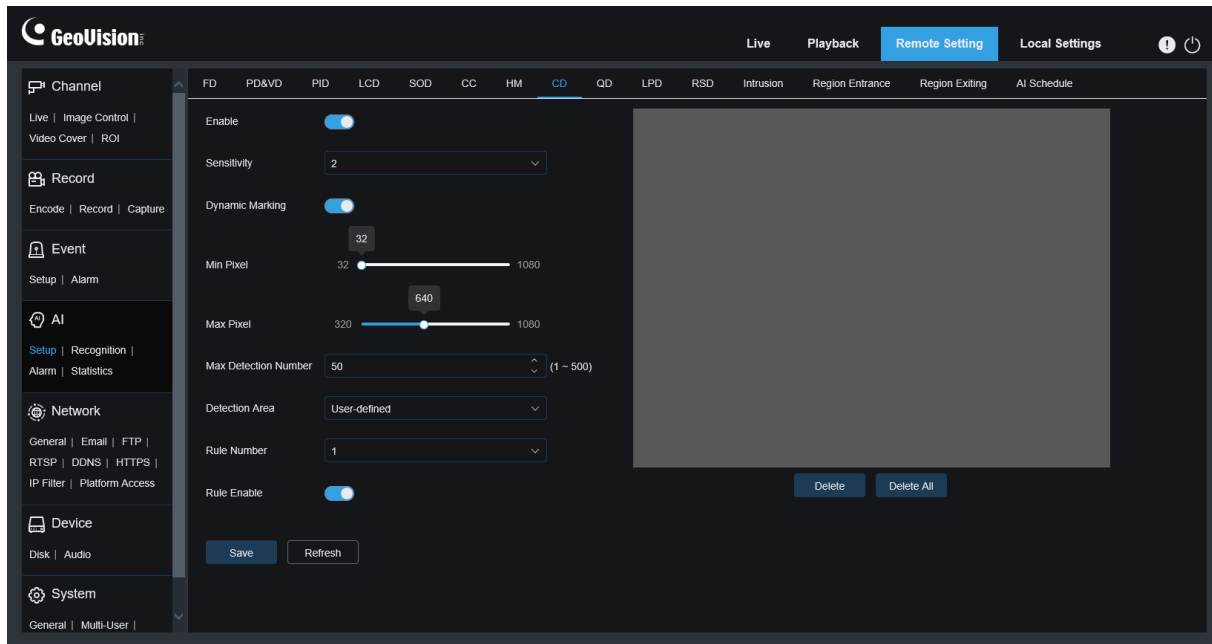 GeoVision Inc
Live Playback Remote Setting Local Settings
Channel
Live | Image Control |
Video Cover | ROI
Record
Encode | Record | Capture
Event
Setup | Alarm
AI
Setup | Recognition |
Alarm | Statistics
Network
General | Email | FTP |
RTSP | DDNS | HTTPS |
IP Filter | Platform Access
Device
Disk | Audio
System
General | Multi-User |
FD PD&VD PID LCD SOD CC HM CD QD LPD RSD Intrusion Region Entrance Region Exiting AI Schedule
Enable
Sensitivity 2
Dynamic Marking
32
Min Pixel 32 1080
640
Max Pixel 320 1080
Max Detection Number 50 (1 ~ 500)
Detection Area User-defined
Rule Number 1
Rule Enable
Delete Delete All
Save Refresh